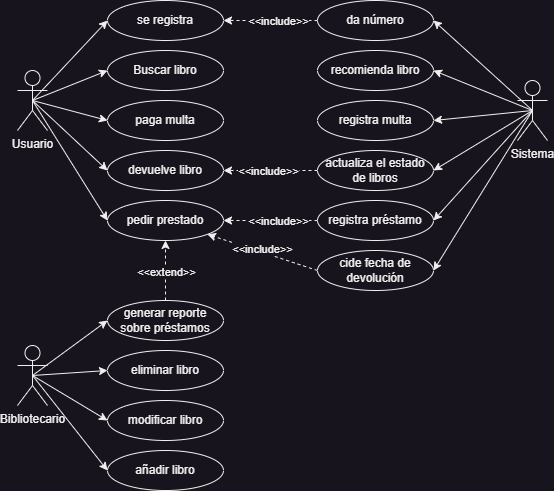 se registra
<<include>>
da número
Buscar libro
recomienda libro
paga multa
registra multa
Usuario
Sistema
devuelve libro
<<include>>
actualiza el estado
de libros
pedir prestado
<<include>>
registra préstamo
<<include>>
cide fecha de
devolución
<<extend>>
generar reporte
sobre préstamos
eliminar libro
Bibliotecario
modificar libro
añadir libro